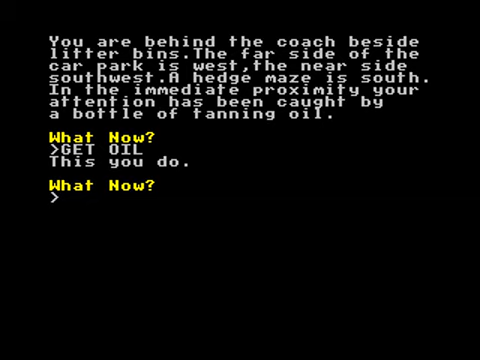 You are behind the coach beside
litter bins.The far side of the
car park is west,the near side
southwest.A hedge maze is south.
In the immediate proximity your
attention has been caught by
a bottle of tanning oil.
What Now?
>GET OIL
This you do.
What Now?
>